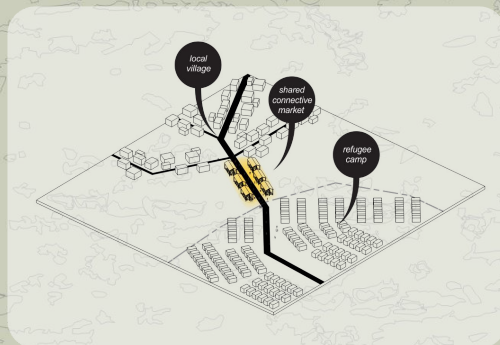 local
village
shared
connective
market
refugee
camp